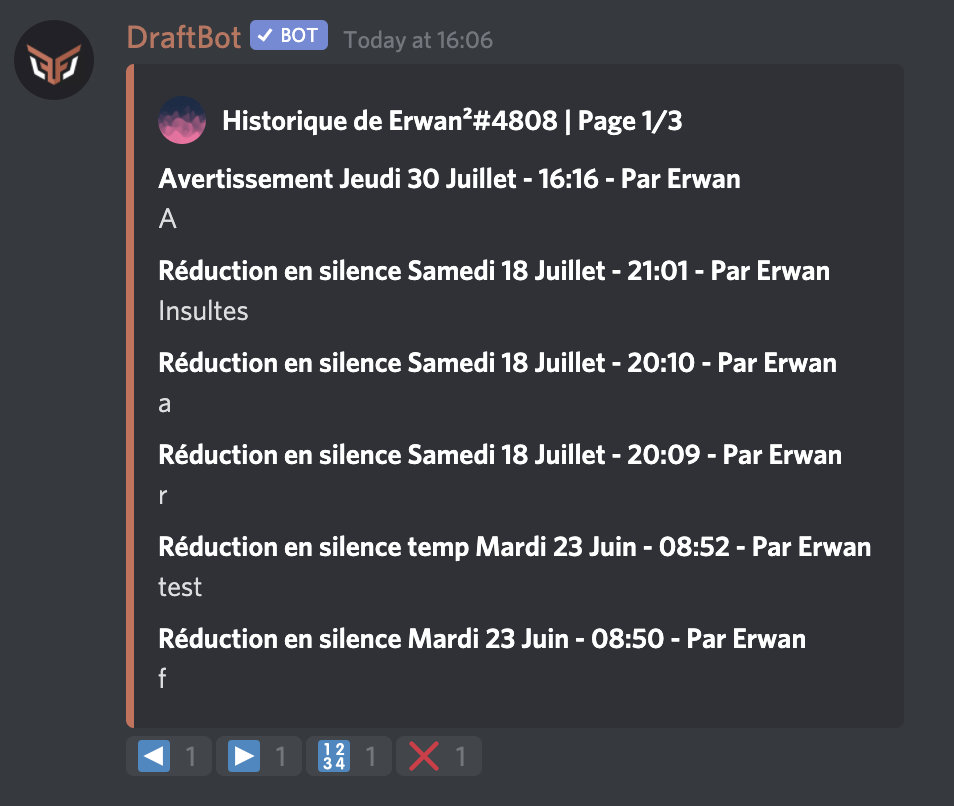 DraftBot BOT Today at 16:06
Historique de Erwan²#4808 | Page 1/3
Avertissement Jeudi 30 Juillet - 16:16 - Par Erwan
A
Réduction en silence Samedi 18 Juillet - 21:01 - Par Erwan
Insultes
Réduction en silence Samedi 18 Juillet - 20:10 - Par Erwan
a
Réduction en silence Samedi 18 Juillet - 20:09 - Par Erwan
r
Réduction en silence temp Mardi 23 Juin - 08:52 - Par Erwan
test
Réduction en silence Mardi 23 Juin - 08:50 - Par Erwan
f
1 1 1234 1 1